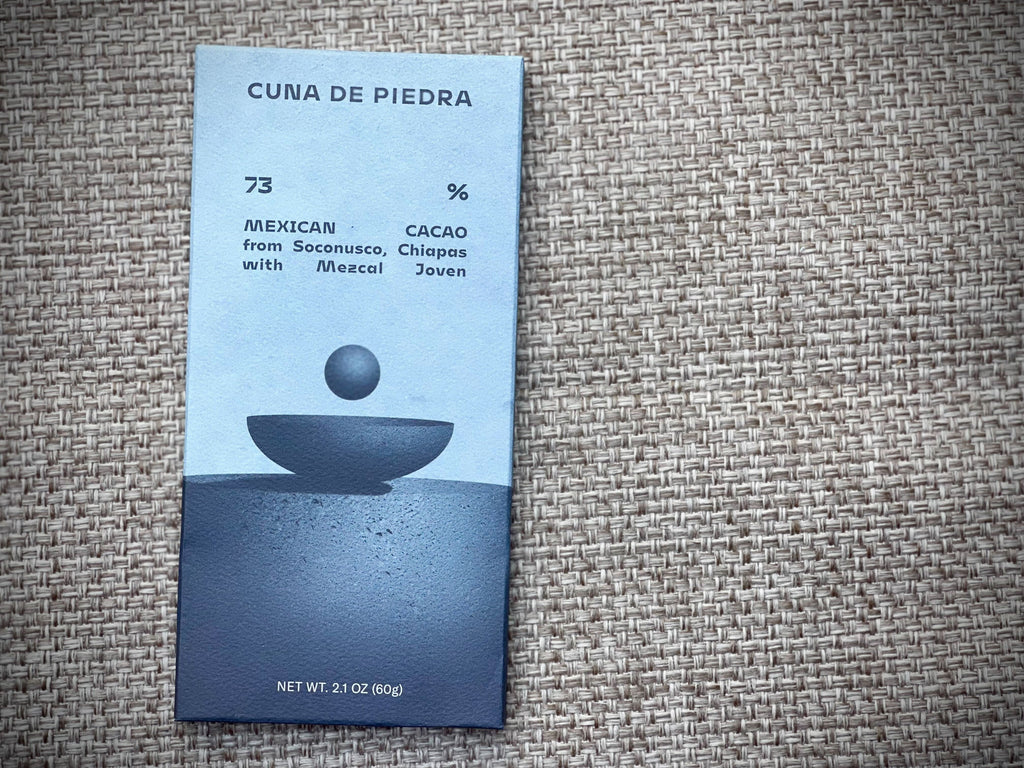 CUNA DE PIEDRA
73 %
MEXICAN CACAO
from Soconusco, Chiapas
with Mezcal Joven
NET WT. 2.1 OZ (60g)